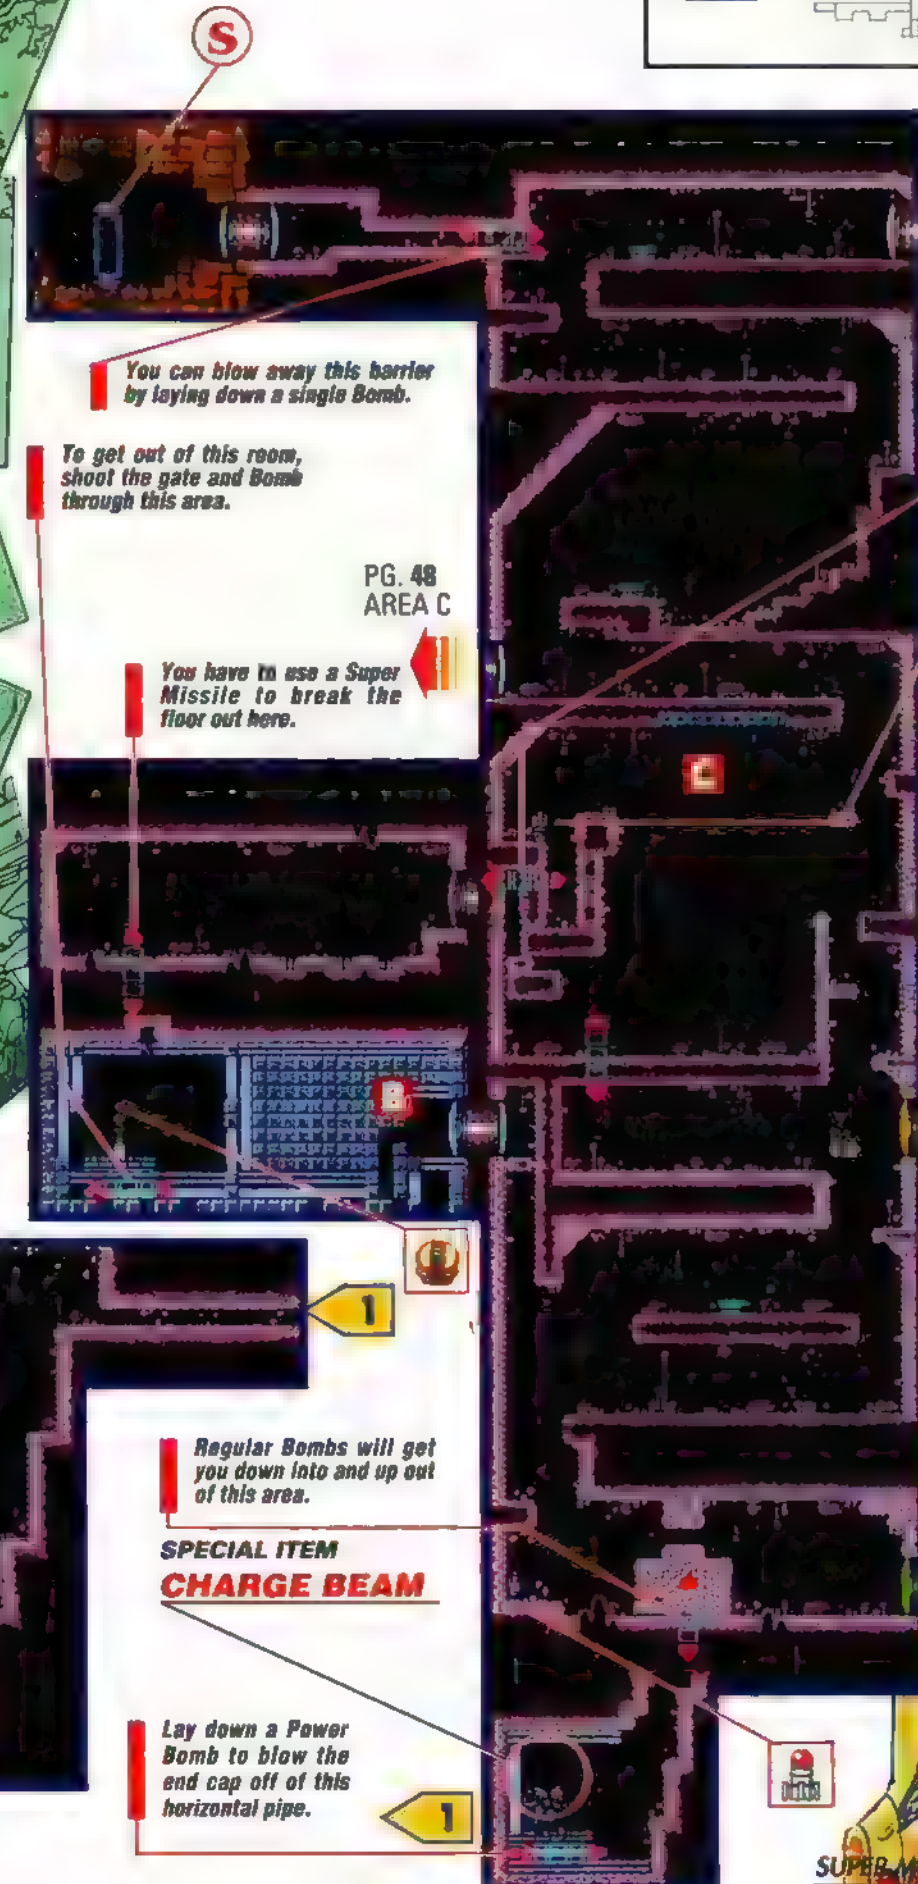 S
You can blow away this barrier
by laying down a single Bomb.
To get out of this room,
shoot the gate and Bomb
through this area.
PG. 48
AREA C
You have to use a Super
Missile to break the
floor out here.
C
B
1
Regular Bombs will get
you down into and up out
of this area.
SPECIAL ITEM
CHARGE BEAM
Lay down a Power
Bomb to blow the
end cap off of this
horizontal pipe.
1
SUPER